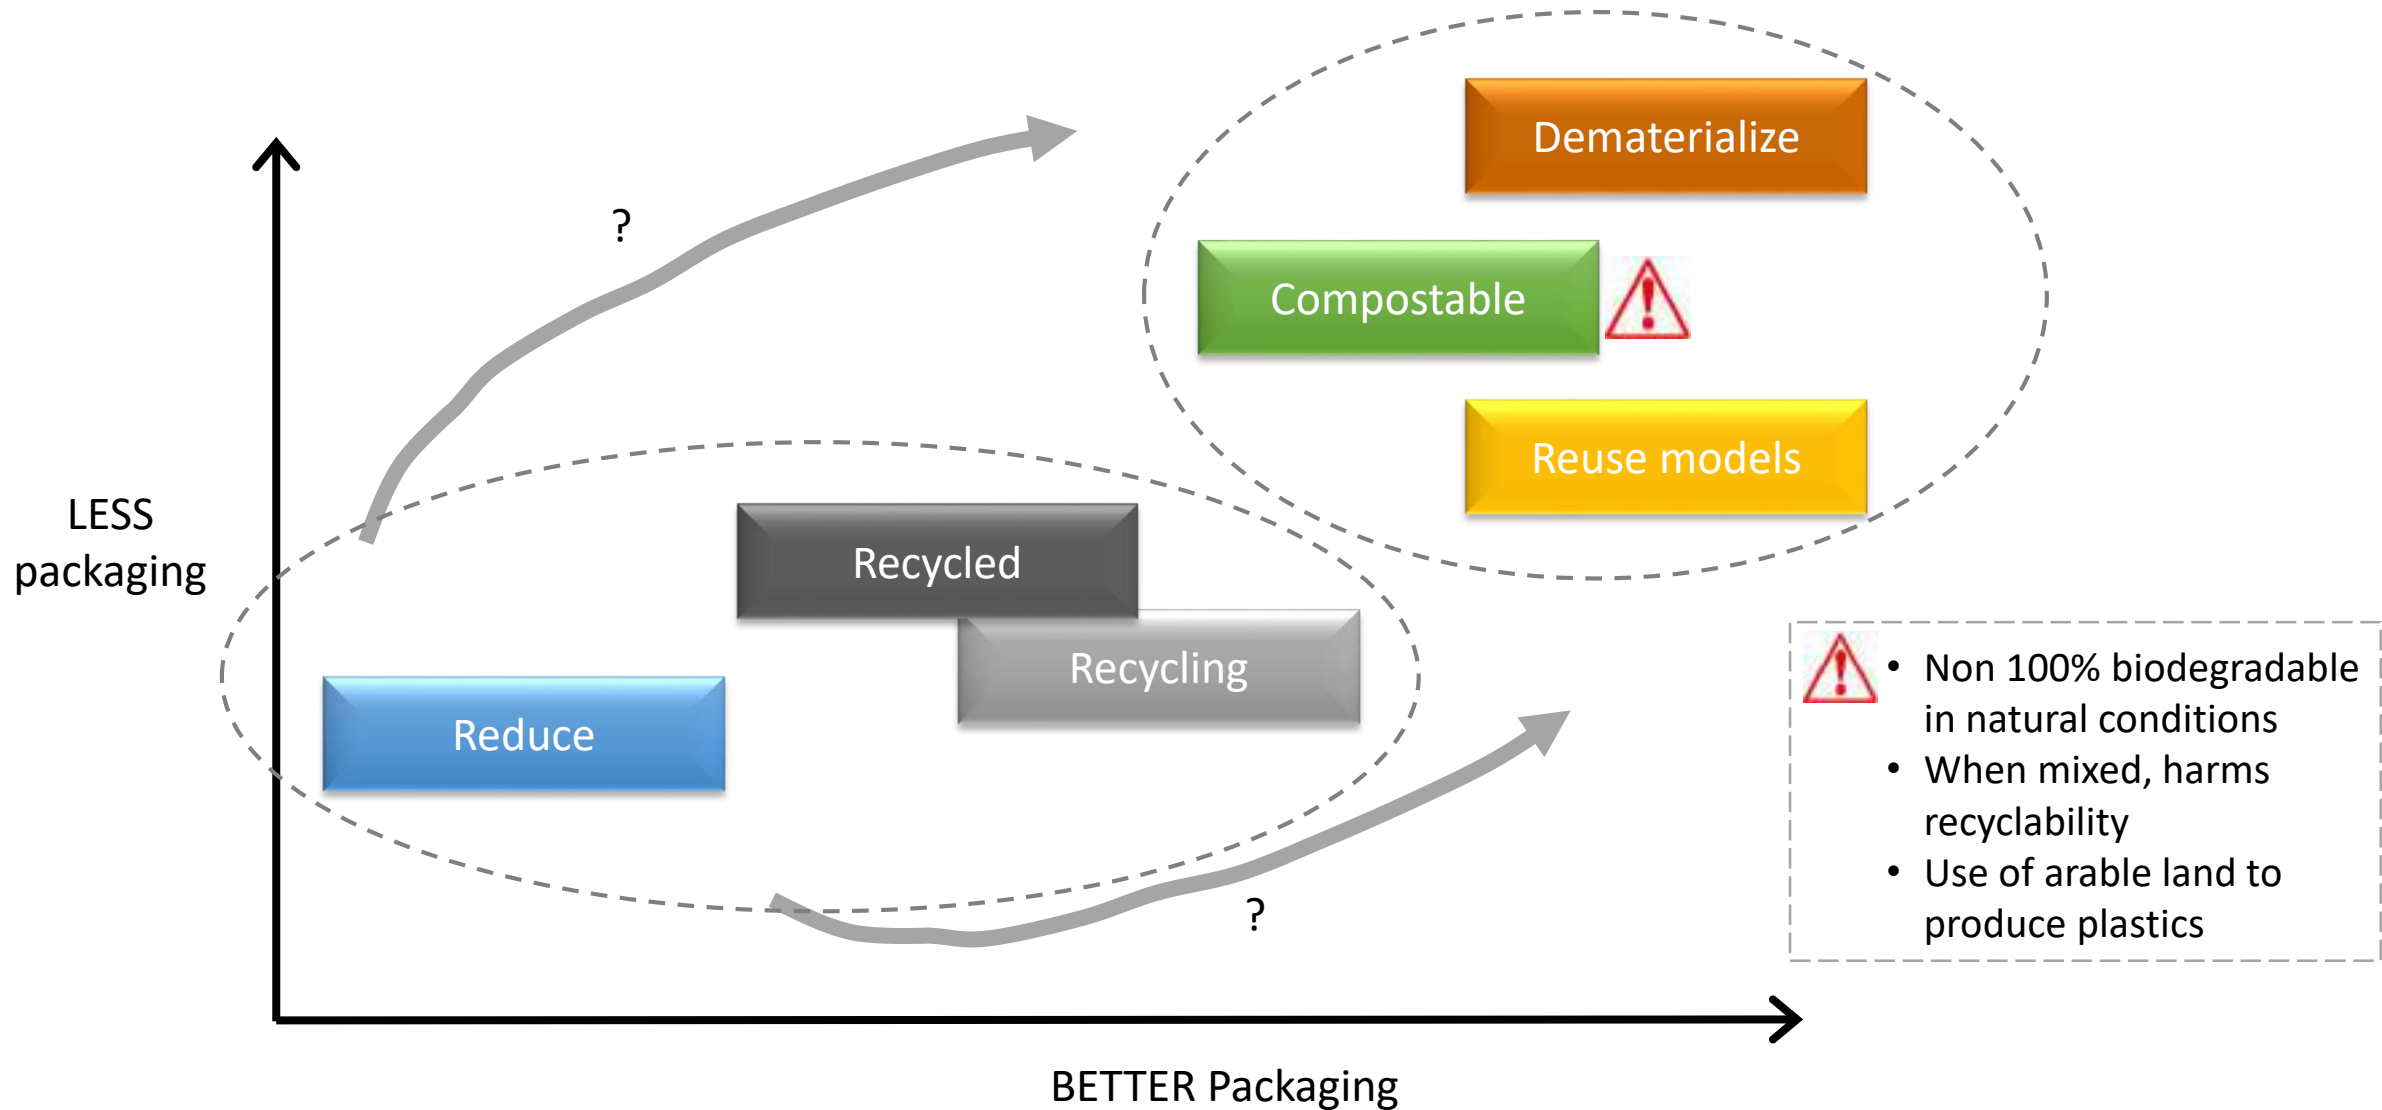 Dematerialize
?
Compostable
Reuse models
LESS
packaging
Recycled
Recycling
Reduce
• Non 100% biodegradable
in natural conditions
• When mixed, harms
recyclability
• Use of arable land to
produce plastics
?
BETTER Packaging